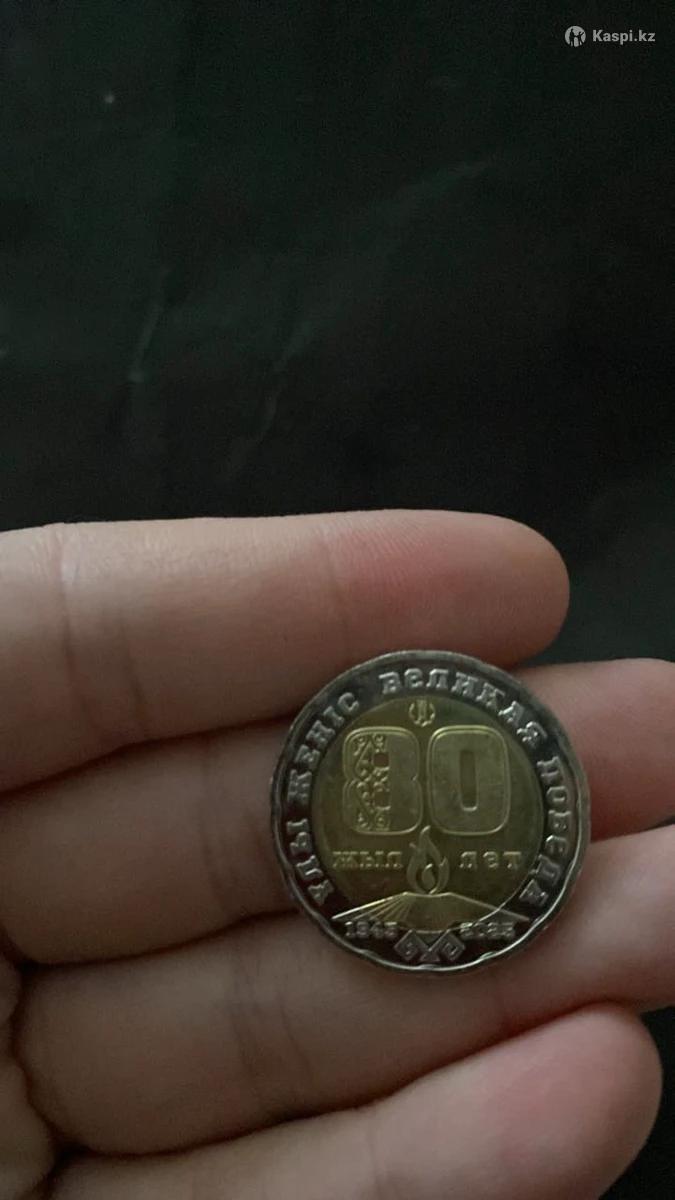 Kaspi.kz
ҰЛЫ ЖЕҢІС ВЕЛИКАЯ ПОБЕДА
80
ЖЫЛ ЛЕТ
1945 2025